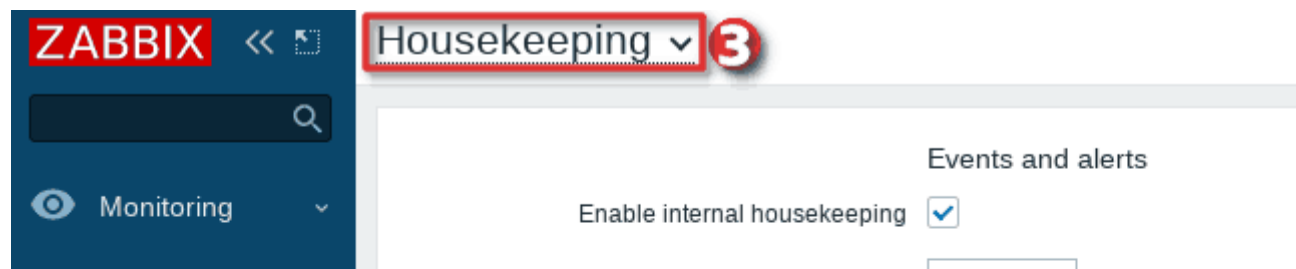 ZABBIX
Housekeeping
3
Events and alerts
Monitoring
Enable internal housekeeping